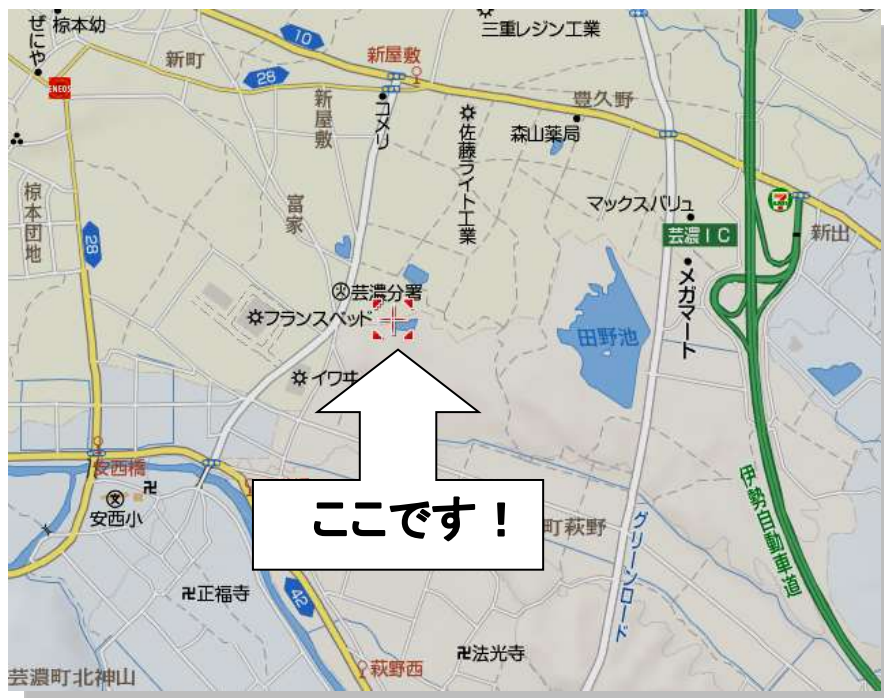 ぜにや
椋本幼
新町
ENEOS
28
10
新屋敷
三重レジン工業
新屋敷
コメリ
佐藤ライト工業
豊久野
森山薬局
マックスバリュ
芸濃IC
新出
7
メガマート
椋本団地
28
富家
芸濃分署
フランスベッド
イワヰ
田野池
ここです！
安西橋
安西小
正福寺
42
町萩野
グリーンロード
伊勢自動車道
法光寺
萩野西
芸濃町北神山